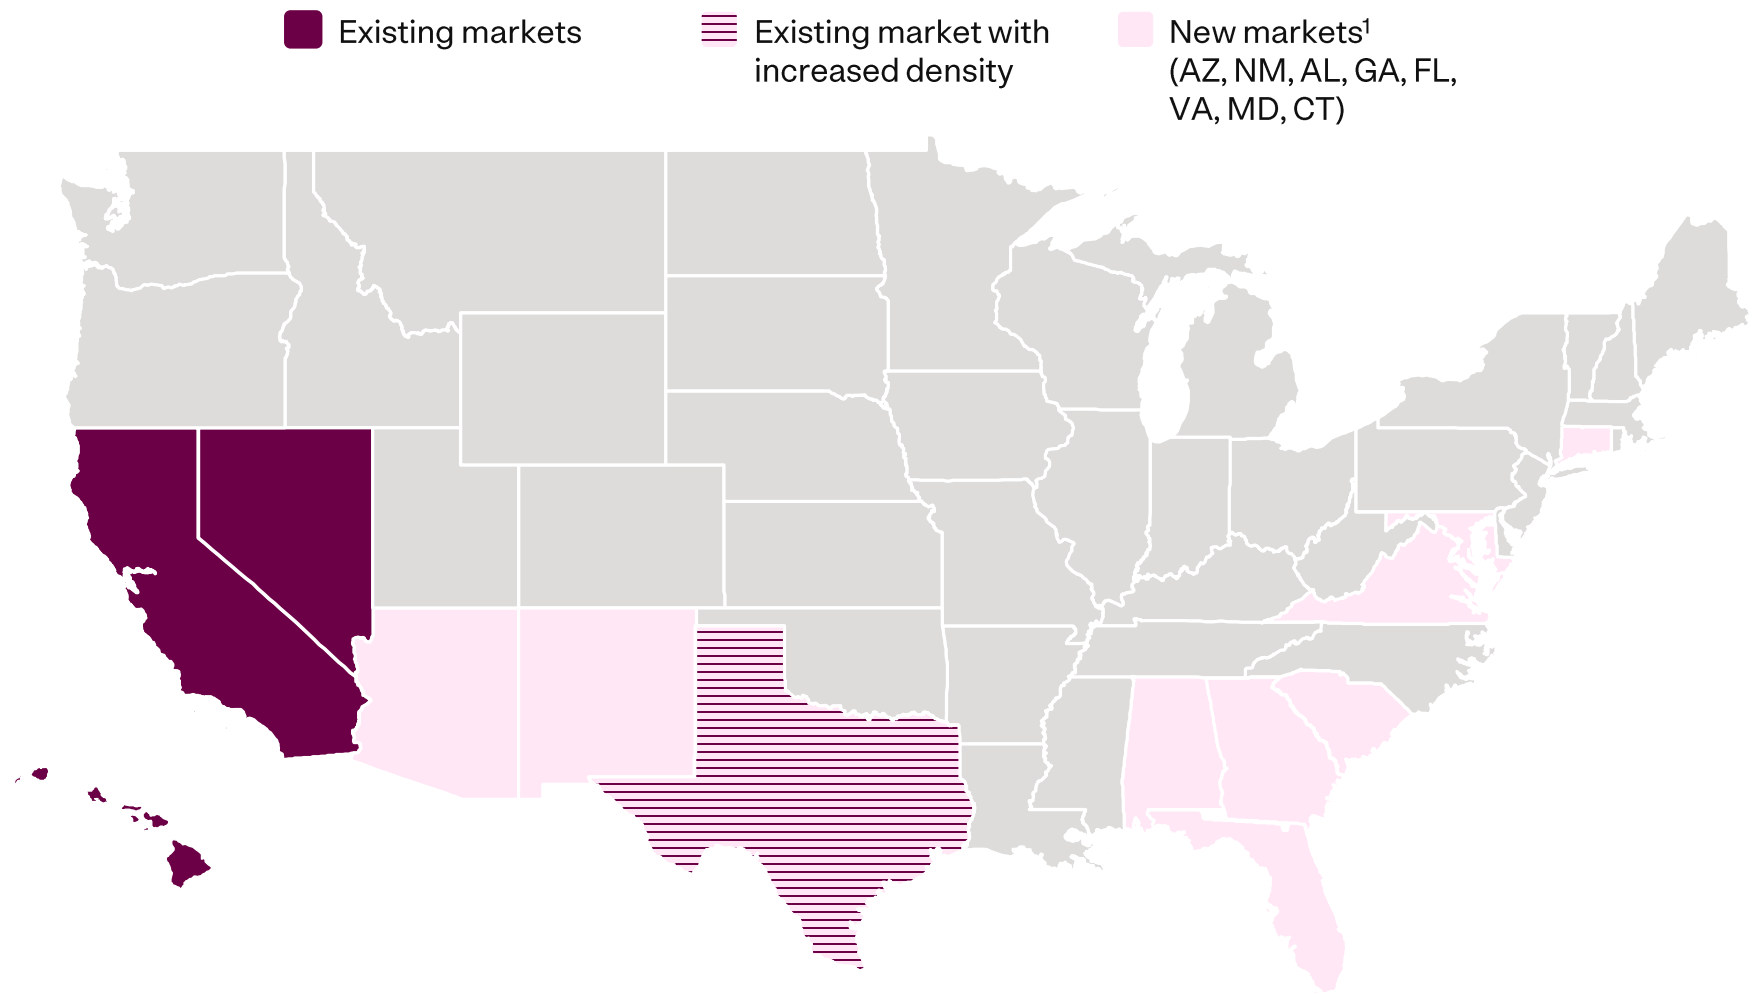 Existing markets
Existing market with
increased density
New markets¹
(AZ, NM, AL, GA, FL,
VA, MD, CT)